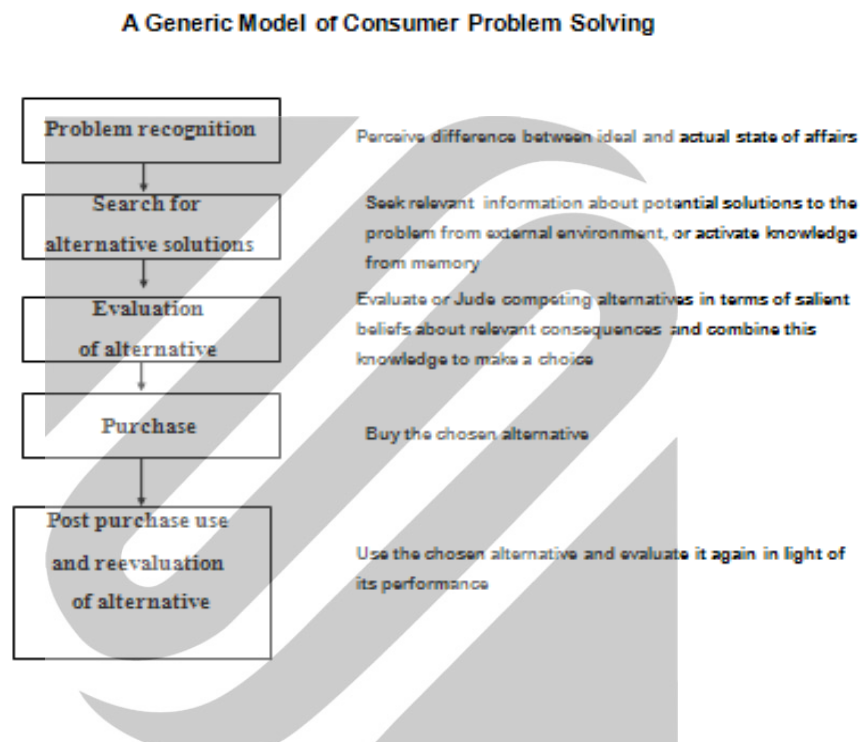 A Generic Model of Consumer Problem Solving
Problem recognition
Perceive difference between ideal and actual state of affairs
Search for
alternative solutions
Seek relevant information about potential solutions to the
problem from external environment, or activate knowledge
from memory
Evaluation
of alternative
Evaluate or Jude competing alternatives in terms of salient
beliefs about relevant consequences and combine this
knowledge to make a choice
Purchase
Buy the chosen alternative
Post purchase use
and reevaluation
of alternative
Use the chosen alternative and evaluate it again in light of
its performance